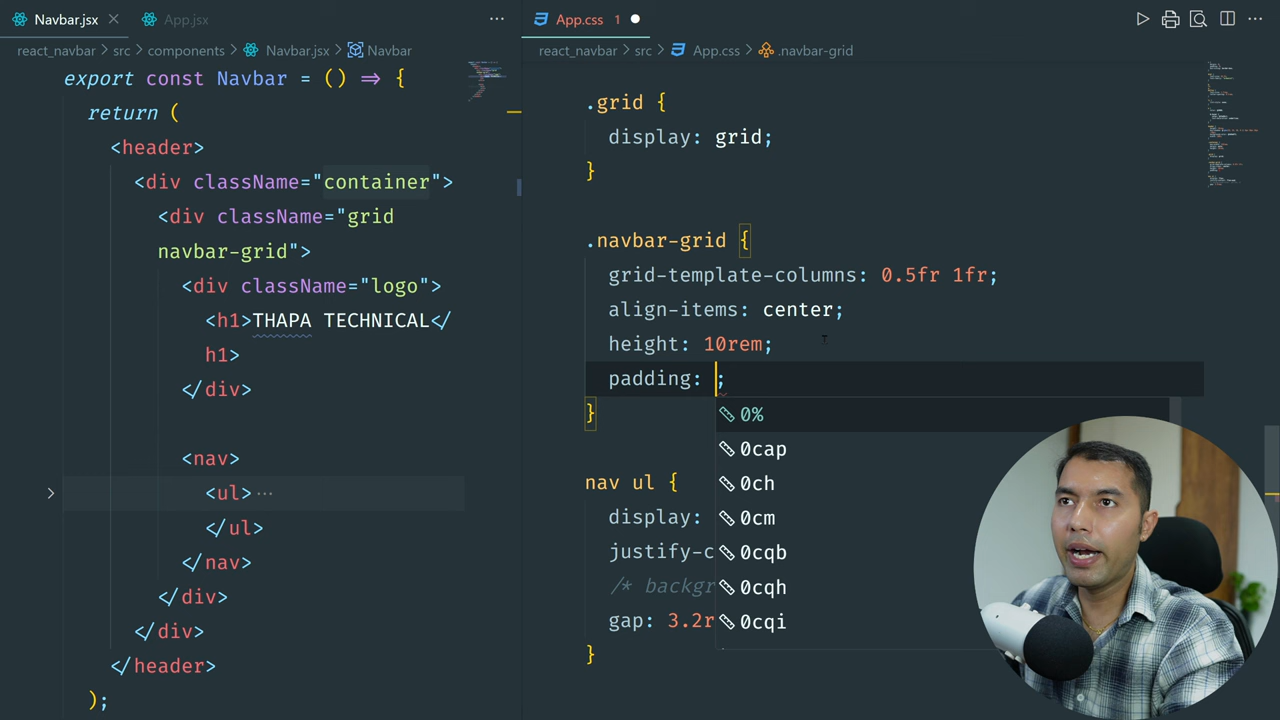 Navbar.jsx
App.jsx
react_navbar > src > components > Navbar.jsx > Navbar
export const Navbar = () => {
return (
<header>
<div className="container">
<div className="grid
navbar-grid">
<div className="logo">
<h1>THAPA TECHNICAL</
h1>
</div>
<nav>
<ul>···
</ul>
</nav>
</div>
</div>
</header>
);
App.css 1
react_navbar > src > App.css > .navbar-grid
.grid {
display: grid;
}
.navbar-grid {
grid-template-columns: 0.5fr 1fr;
align-items: center;
height: 10rem;
padding: ;
}
0%
0cap
0ch
0cm
0cqb
0cqh
0cqi
nav ul {
display:
justify-c
/* backgr
gap: 3.2r
}